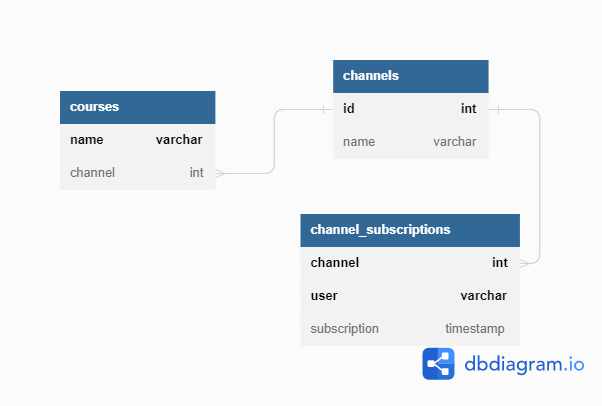 courses
name varchar
channel int
channels
id int
name varchar
channel_subscriptions
channel int
user varchar
subscription timestamp
dbdiagram.io